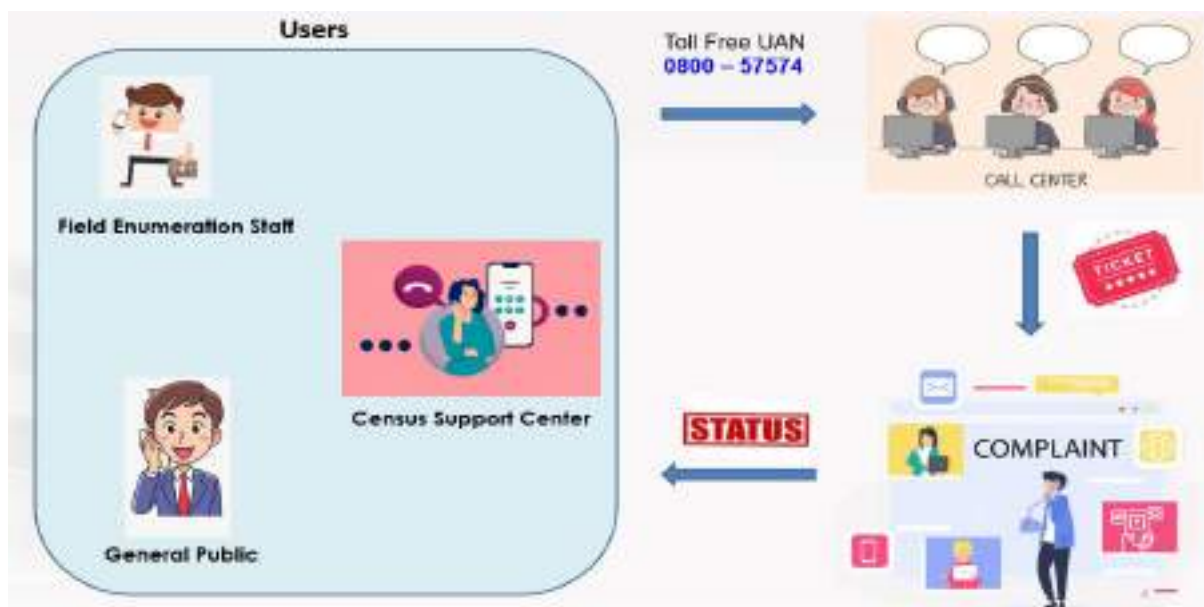 Users
Toll Free UAN
0800 – 57574
Field Enumeration Staff
CALL CENTER
TICKET
Census Support Center
STATUS
COMPLAINT
General Public